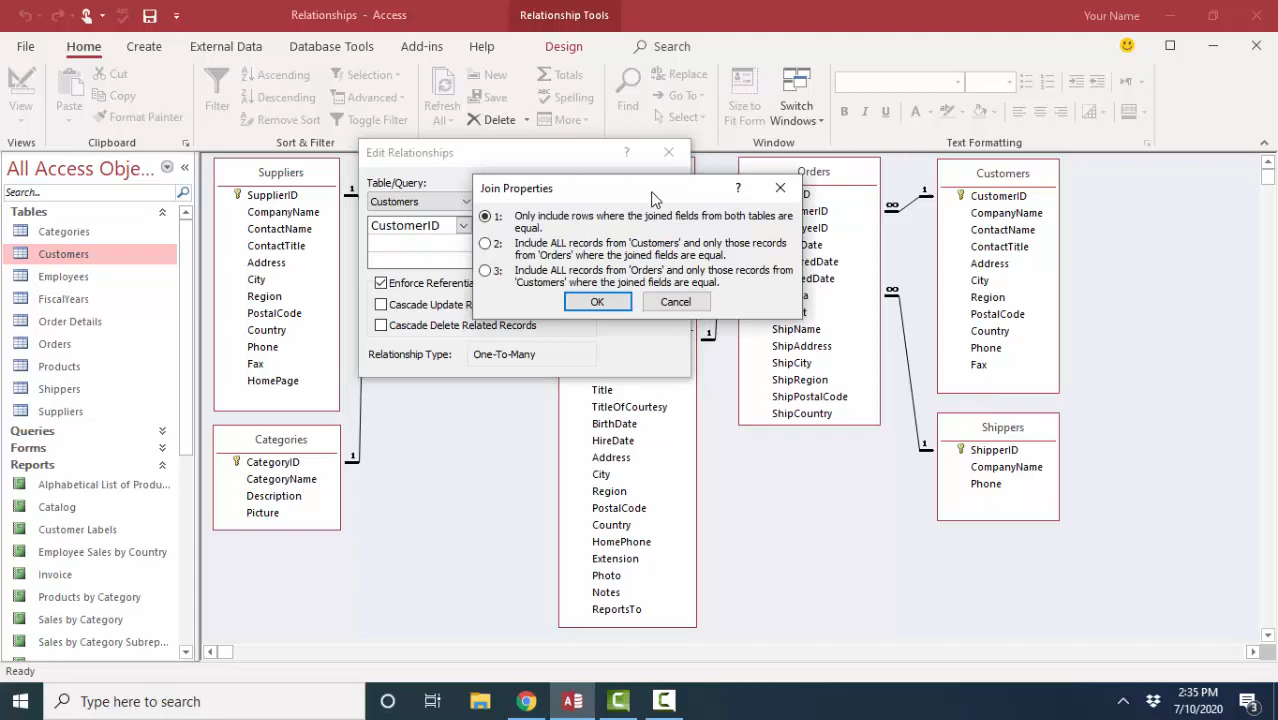 Relationships - Access
Relationship Tools
Your Name
File
Home
Create
External Data
Database Tools
Add-ins
Help
Design
Search
View
Views
Paste
Cut
Copy
Format Painter
Clipboard
Filter
Ascending
Descending
Remove Sort
Selection
Advanced
Toggle Filter
Sort & Filter
Refresh
All
New
Save
Delete
Totals
Spelling
More
Find
Replace
Go To
Select
Size to
Fit Form
Switch
Windows
Window
B I U A
Text Formatting
All Access Obje...
Search...
Tables
Categories
Customers
Employees
FiscalYears
Order Details
Orders
Products
Shippers
Suppliers
Queries
Forms
Reports
Alphabetical List of Produ...
Catalog
Customer Labels
Employee Sales by Country
Invoice
Products by Category
Sales by Category
Sales by Category Subrep...
Suppliers
SupplierID
CompanyName
ContactName
ContactTitle
Address
City
Region
PostalCode
Country
Phone
Fax
HomePage
1
Categories
CategoryID
CategoryName
Description
Picture
1
Edit Relationships
?
Table/Query:
Customers
CustomerID
Enforce Referentia
Cascade Update R
Cascade Delete Related Records
Relationship Type:
One-To-Many
Join Properties
?
1: Only include rows where the joined fields from both tables are
equal.
2: Include ALL records from 'Customers' and only those records
from 'Orders' where the joined fields are equal.
3: Include ALL records from 'Orders' and only those records from
'Customers' where the joined fields are equal.
OK
Cancel
1
Title
TitleOfCourtesy
BirthDate
HireDate
Address
City
Region
PostalCode
Country
HomePhone
Extension
Photo
Notes
ReportsTo
Orders
D
merID
eeID
Date
redDate
dDate
a
t
ShipName
ShipAddress
ShipCity
ShipRegion
ShipPostalCode
ShipCountry
∞
1
∞
1
Customers
CustomerID
CompanyName
ContactName
ContactTitle
Address
City
Region
PostalCode
Country
Phone
Fax
Shippers
ShipperID
CompanyName
Phone
Ready
Type here to search
2:35 PM
7/10/2020
3